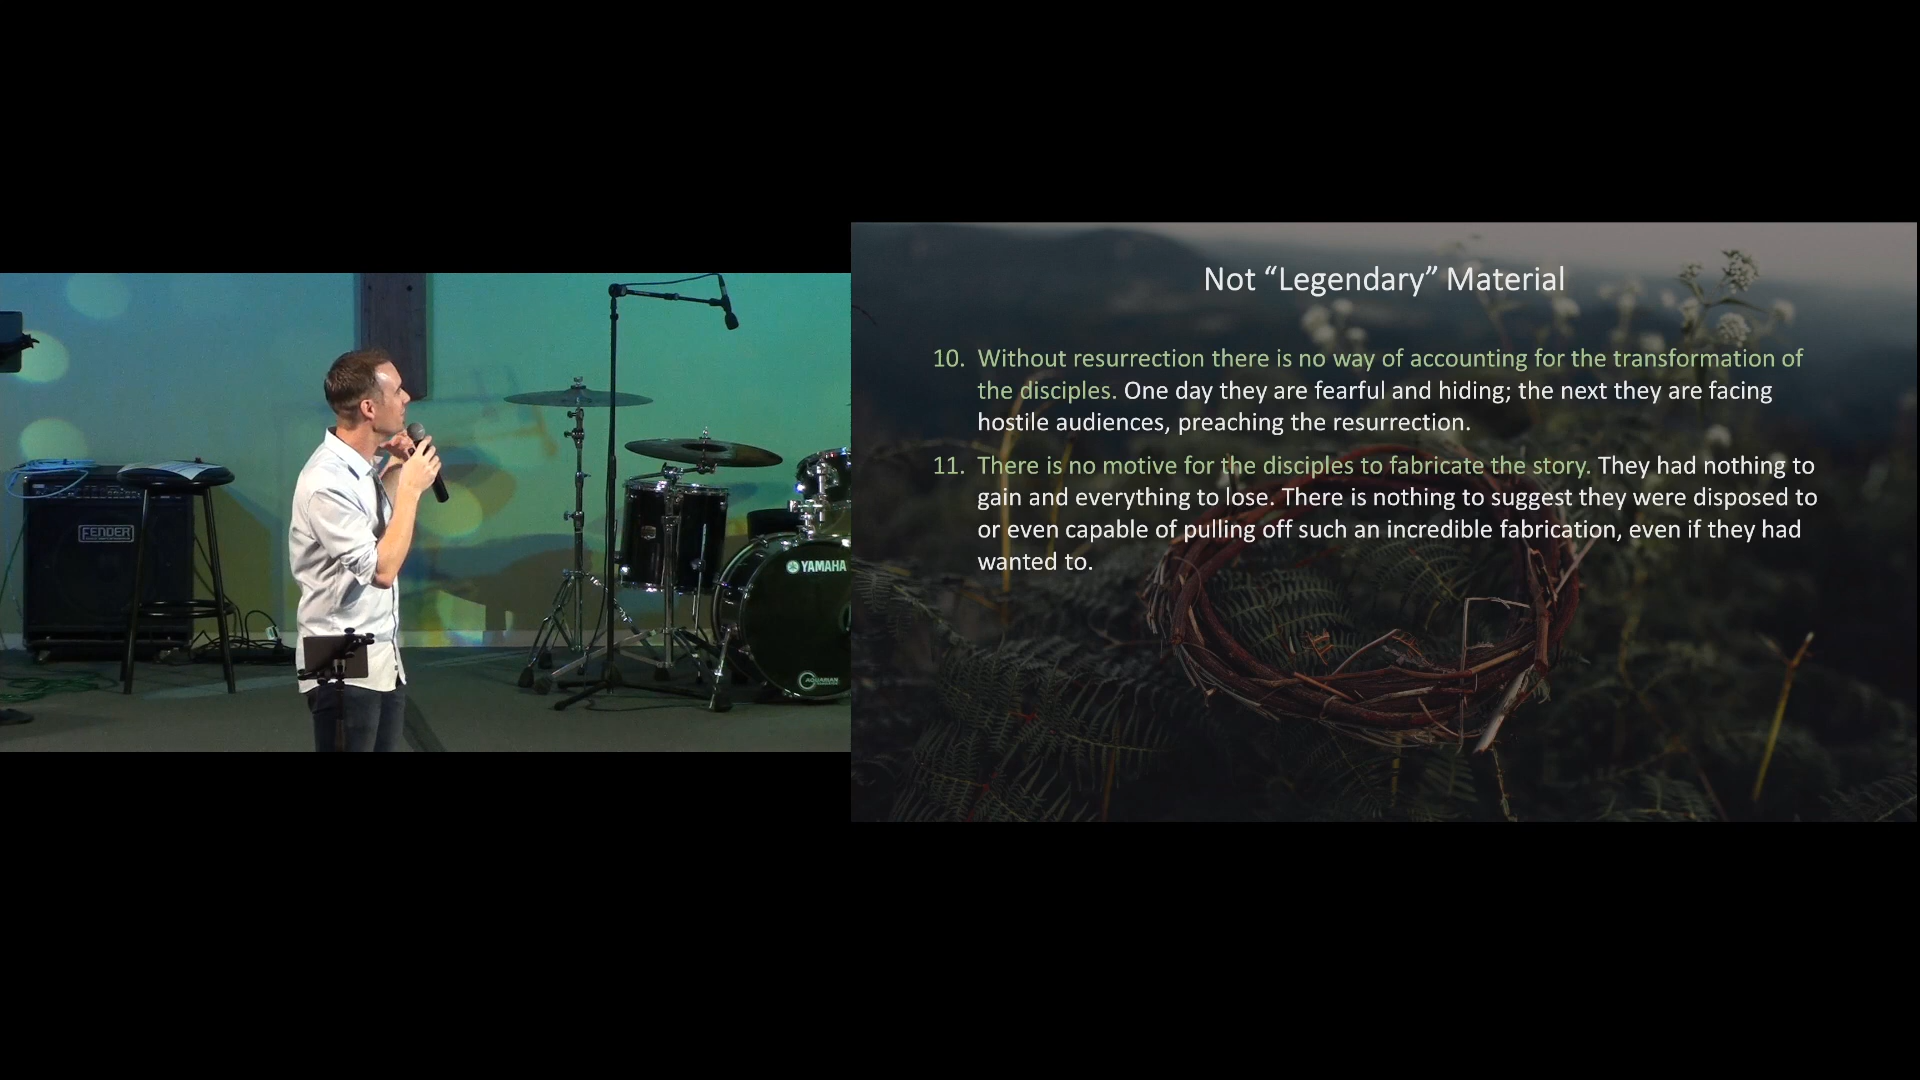 Not “Legendary” Material
10. Without resurrection there is no way of accounting for the transformation of
the disciples. One day they are fearful and hiding; the next they are facing
hostile audiences, preaching the resurrection.
11. There is no motive for the disciples to fabricate the story. They had nothing to
gain and everything to lose. There is nothing to suggest they were disposed to
or even capable of pulling off such an incredible fabrication, even if they had
wanted to.
FENDER
YAMAHA
AQUARIAN